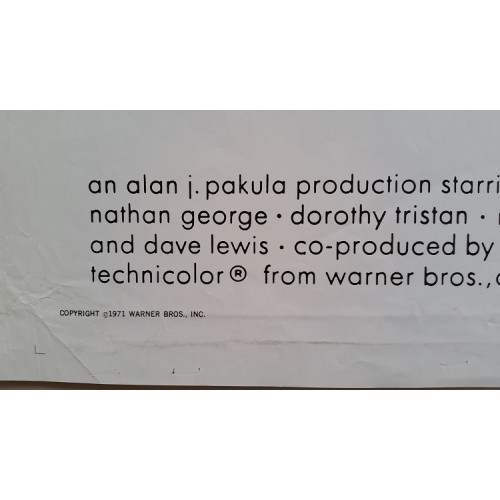 an alan j. pakula production starri
nathan george · dorothy tristan ·
and dave lewis · co-produced by
technicolor® from warner bros.,
COPYRIGHT ©1971 WARNER BROS., INC.